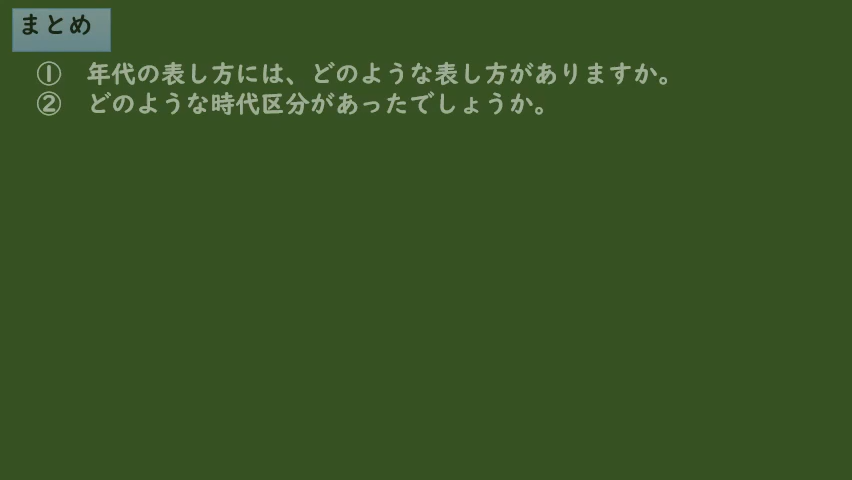 まとめ
① 年代の表し方には、どのような表し方がありますか。
② どのような時代区分があったでしょうか。